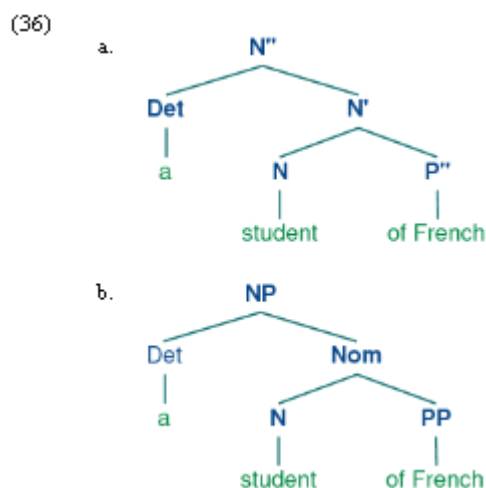 (36)
a. N"
Det N'
a N P"
student of French
b. NP
Det Nom
a N PP
student of French